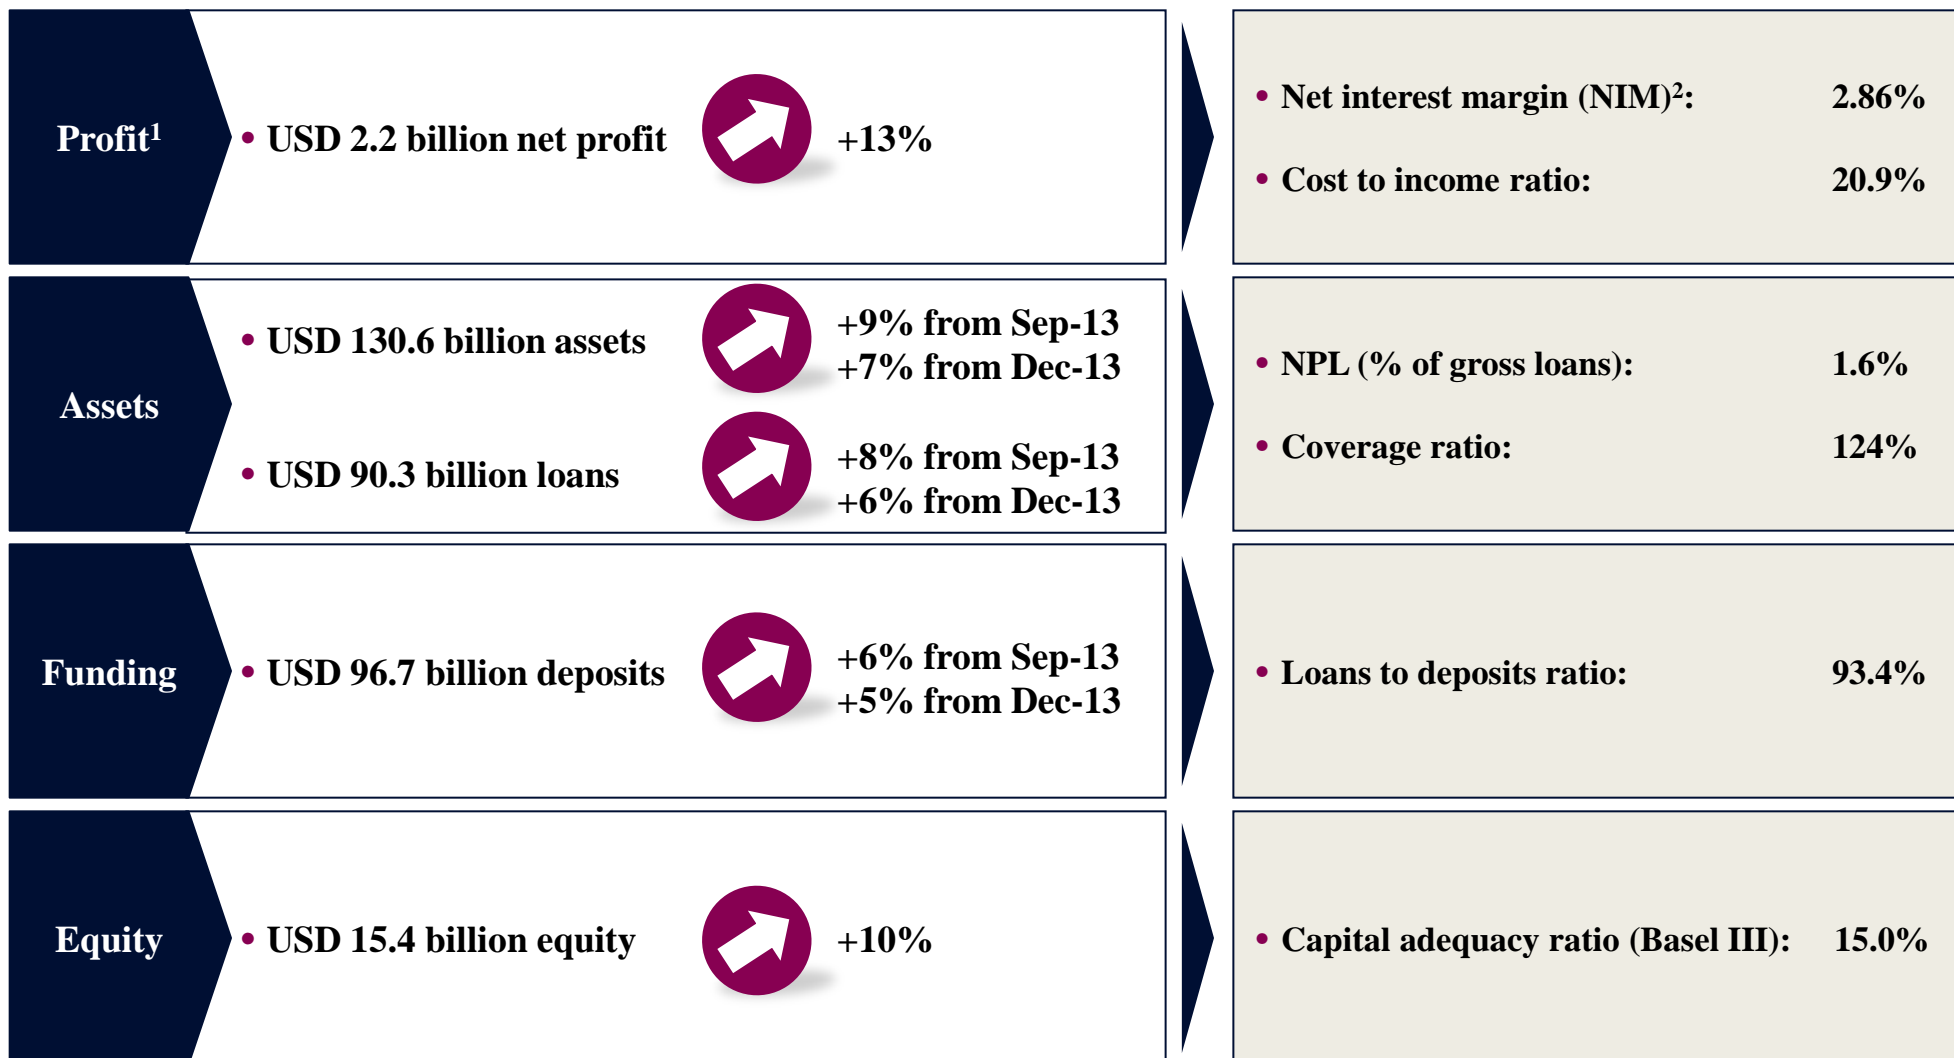 Profit¹
• USD 2.2 billion net profit
+13%
• Net interest margin (NIM)²: 2.86%
• Cost to income ratio: 20.9%
Assets
• USD 130.6 billion assets
+9% from Sep-13
+7% from Dec-13
• USD 90.3 billion loans
+8% from Sep-13
+6% from Dec-13
• NPL (% of gross loans): 1.6%
• Coverage ratio: 124%
Funding
• USD 96.7 billion deposits
+6% from Sep-13
+5% from Dec-13
• Loans to deposits ratio: 93.4%
Equity
• USD 15.4 billion equity
+10%
• Capital adequacy ratio (Basel III): 15.0%